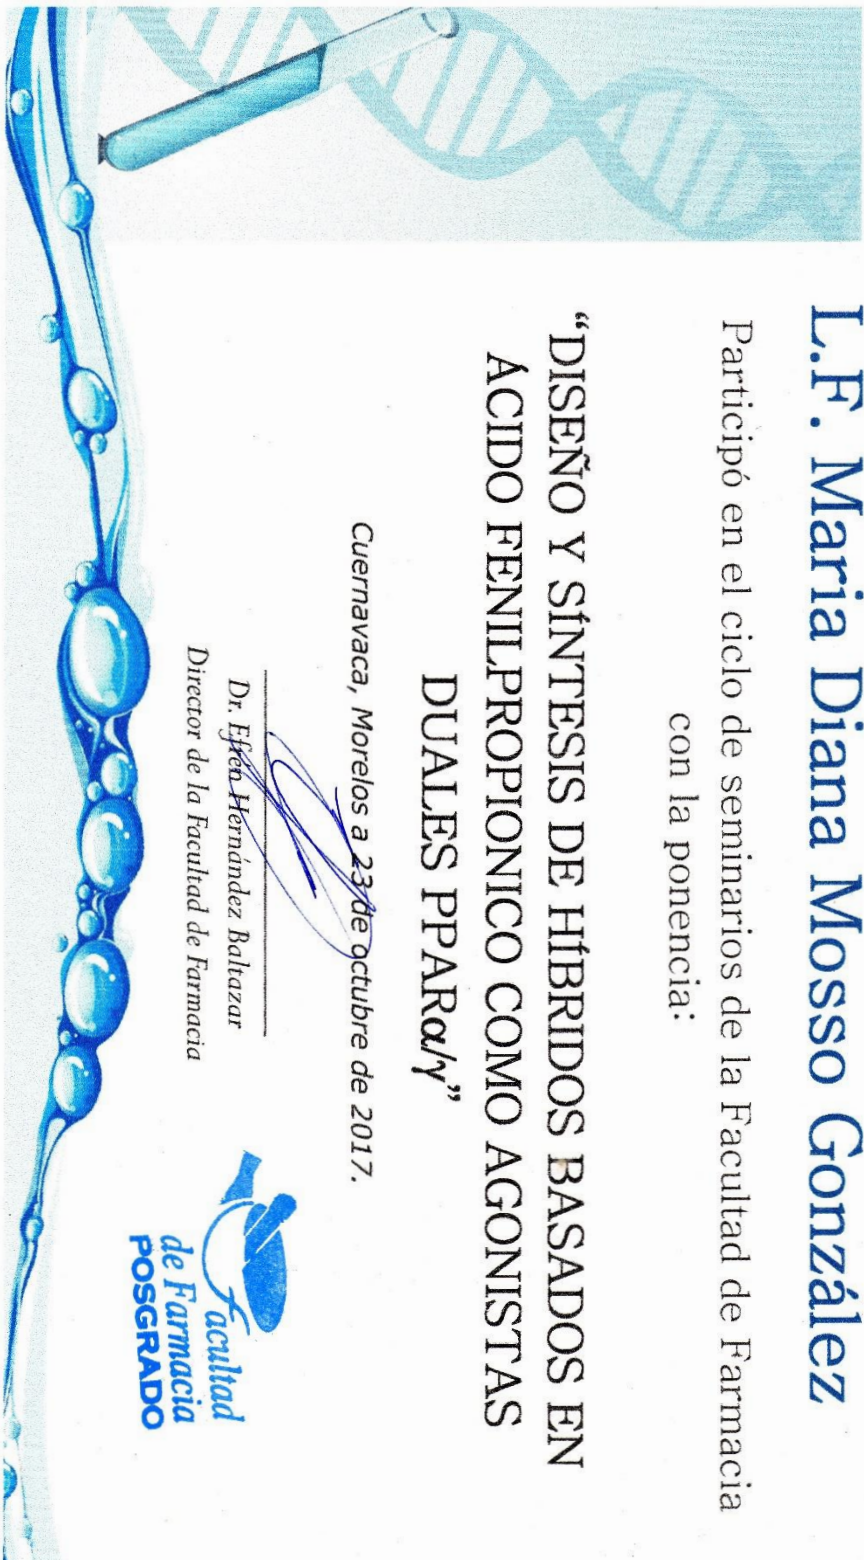 L.F. Maria Diana Mosso González
Participó en el ciclo de seminarios de la Facultad de Farmacia
con la ponencia:
“DISEÑO Y SÍNTESIS DE HÍBRIDOS BASADOS EN
ÁCIDO FENILPROPIONICO COMO AGONISTAS
DUALES PPARα/γ”
Cuernavaca, Morelos a 23 de octubre de 2017.
Dr. Efrén Hernández Baltazar
Director de la Facultad de Farmacia
Facultad
de Farmacia
POSGRADO